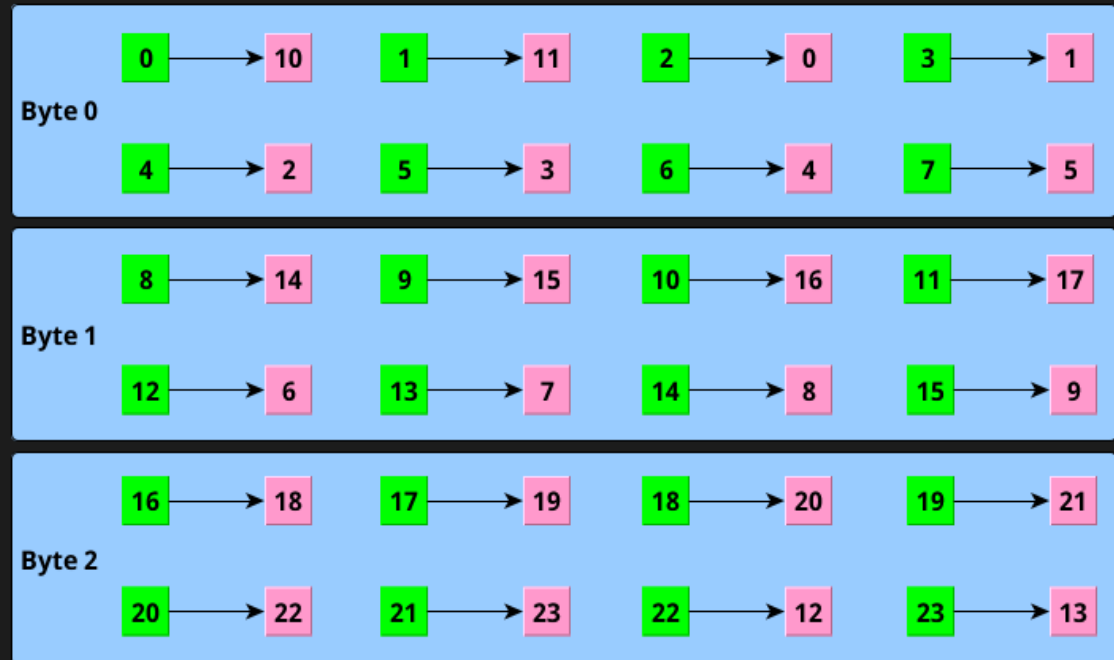 0 10 1 11 2 0 3 1
Byte 0
4 2 5 3 6 4 7 5
8 14 9 15 10 16 11 17
Byte 1
12 6 13 7 14 8 15 9
16 18 17 19 18 20 19 21
Byte 2
20 22 21 23 22 12 23 13